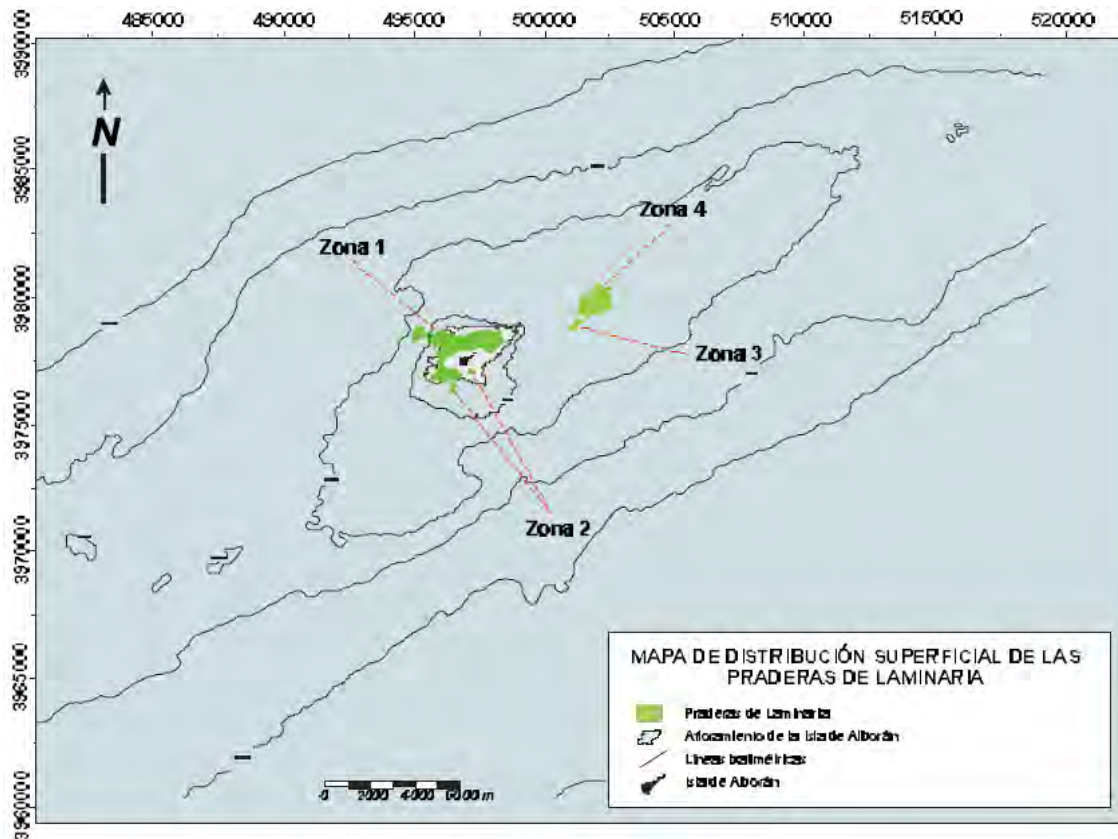 485000 490000 495000 500000 505000 510000 515000 520000
3990000
3985000
3980000
3975000
3970000
3965000
3960000
N
Zona 1
Zona 4
Zona 3
Zona 2
MAPA DE DISTRIBUCIÓN SUPERFICIAL DE LAS
PRADERAS DE LAMINARIA
Praderas de Laminaria
Afloramiento de la Isla de Alborán
Líneas batimétricas
Isla de Alborán
0 2000 4000 6000 m